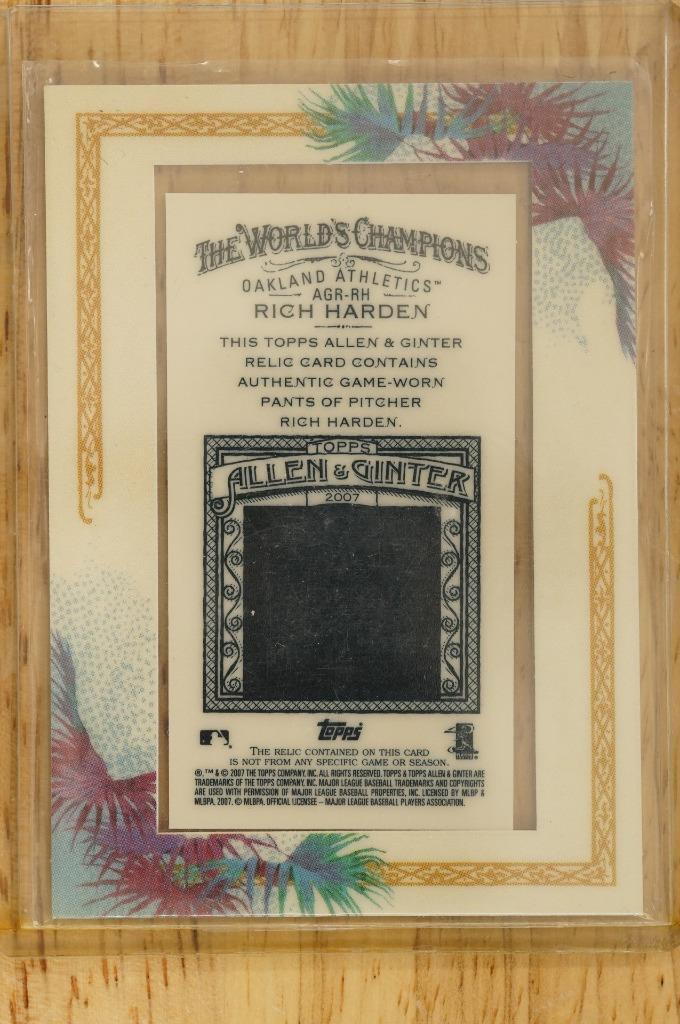 THE WORLD'S CHAMPIONS
OAKLAND ATHLETICS™
AGR-RH
RICH HARDEN
THIS TOPPS ALLEN & GINTER
RELIC CARD CONTAINS
AUTHENTIC GAME-WORN
PANTS OF PITCHER
RICH HARDEN.
TOPPS
ALLEN & GINTER
2007
Topps
THE RELIC CONTAINED ON THIS CARD
IS NOT FROM ANY SPECIFIC GAME OR SEASON.
®,™ & © 2007 THE TOPPS COMPANY, INC. ALL RIGHTS RESERVED. TOPPS & TOPPS ALLEN & GINTER ARE
TRADEMARKS OF THE TOPPS COMPANY, INC. MAJOR LEAGUE BASEBALL TRADEMARKS AND COPYRIGHTS
ARE USED WITH PERMISSION OF MAJOR LEAGUE BASEBALL PROPERTIES, INC. LICENSED BY MLBP &
MLBPA, 2007. © MLBPA. OFFICIAL LICENSEE – MAJOR LEAGUE BASEBALL PLAYERS ASSOCIATION.